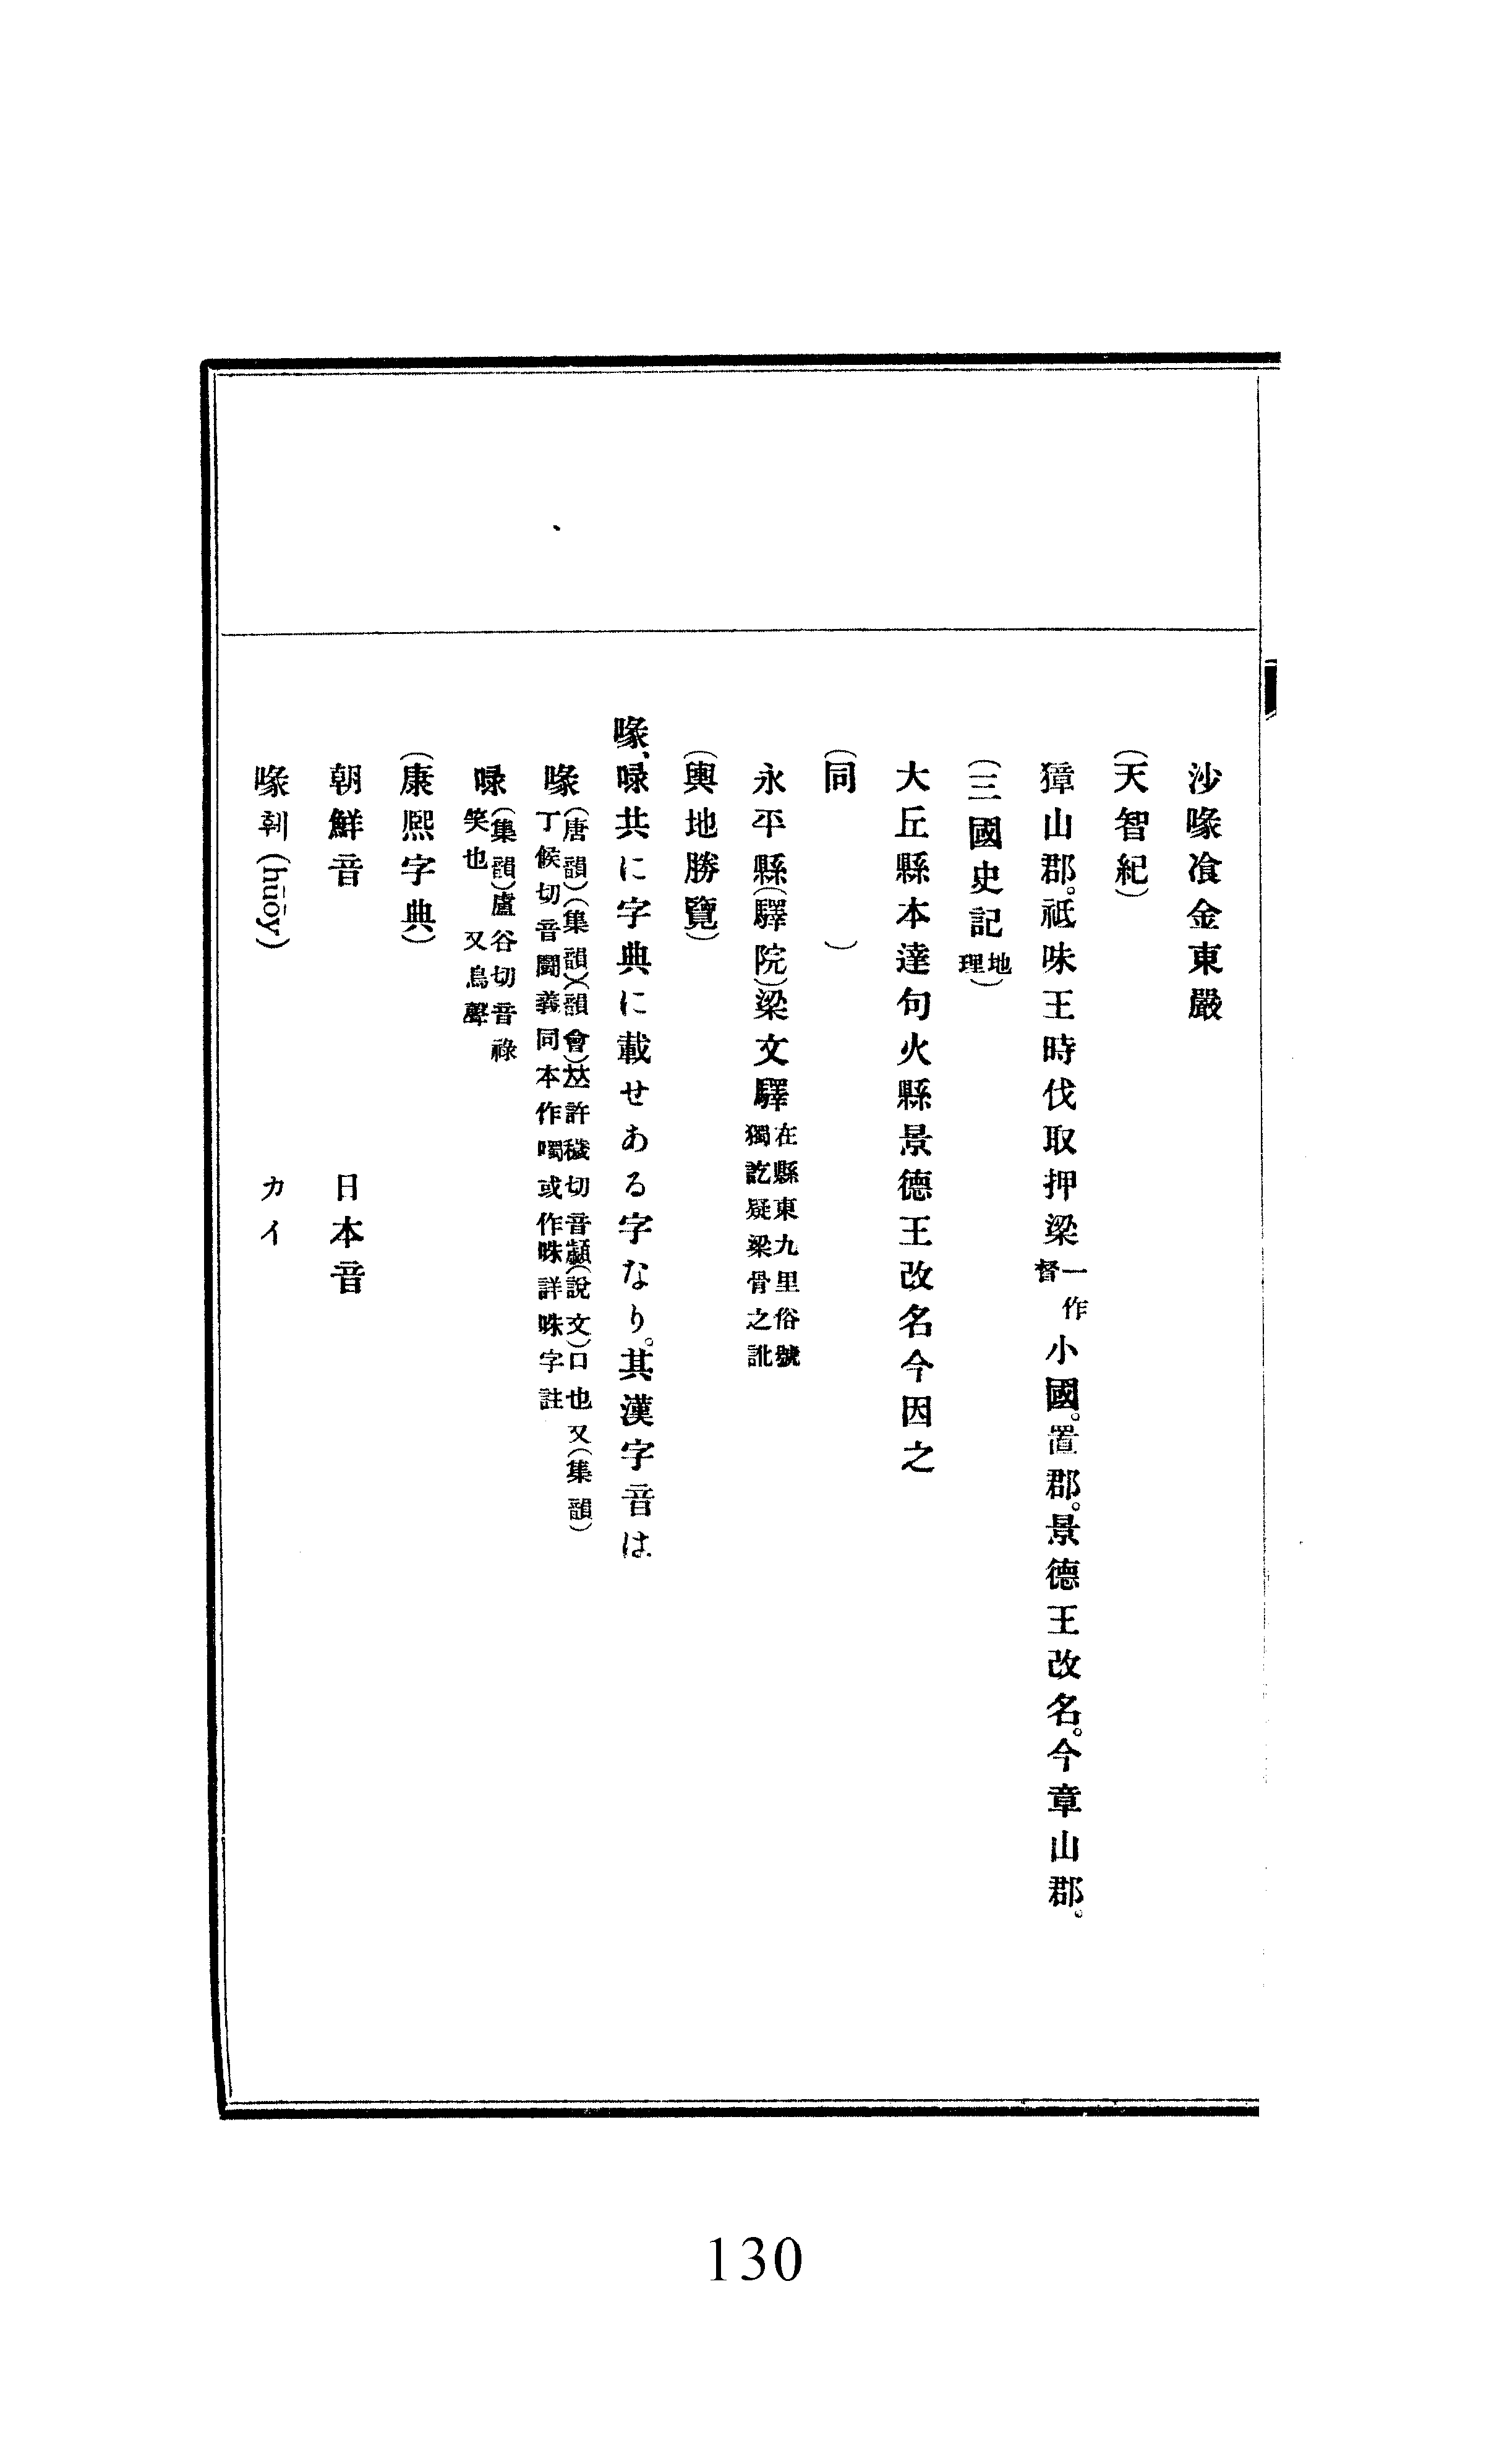 沙喙飡金東嚴
(天智紀)
獐山郡。祗味王時伐取押梁一作督小國。置郡。景德王改名。今章山郡。
(三國史記地理)
大丘縣本達句火縣景德王改名今因之
(同　　)
永平縣(驛院)梁文驛在縣東九里俗號獨訖疑梁骨之訛
(輿地勝覽)
喙、㖨共に字典に載せある字なり。其漢字音は
喙(唐韻)(集韻)(韻會)𠀤許穢切音顪(說文)口也又(集韻)丁候切音鬭義同本作噣或作咮詳咮字註
㖨(集韻)盧谷切音祿笑也　又鳥聲
(康熙字典)
朝鮮音　日本音
喙훼(hūŏy)　カイ
130